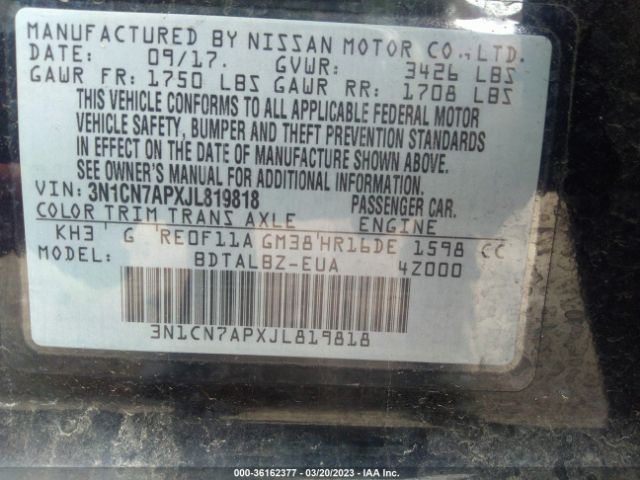 MANUFACTURED BY NISSAN MOTOR CO., LTD.
DATE: 09/17. GVWR: 3426 LBS
GAWR FR: 1750 LBS GAWR RR: 1708 LBS
THIS VEHICLE CONFORMS TO ALL APPLICABLE FEDERAL MOTOR
VEHICLE SAFETY, BUMPER AND THEFT PREVENTION STANDARDS
IN EFFECT ON THE DATE OF MANUFACTURE SHOWN ABOVE.
SEE OWNER'S MANUAL FOR ADDITIONAL INFORMATION.
VIN: 3N1CN7APXJL819818 PASSENGER CAR.
COLOR TRIM TRANS AXLE ENGINE
KH3 G RE0F11A GM38 HR16DE 1598 CC
MODEL: BDTALBZ-EUA 4Z000
3N1CN7APXJL819818
000-36162377 - 03/20/2023 - IAA Inc.